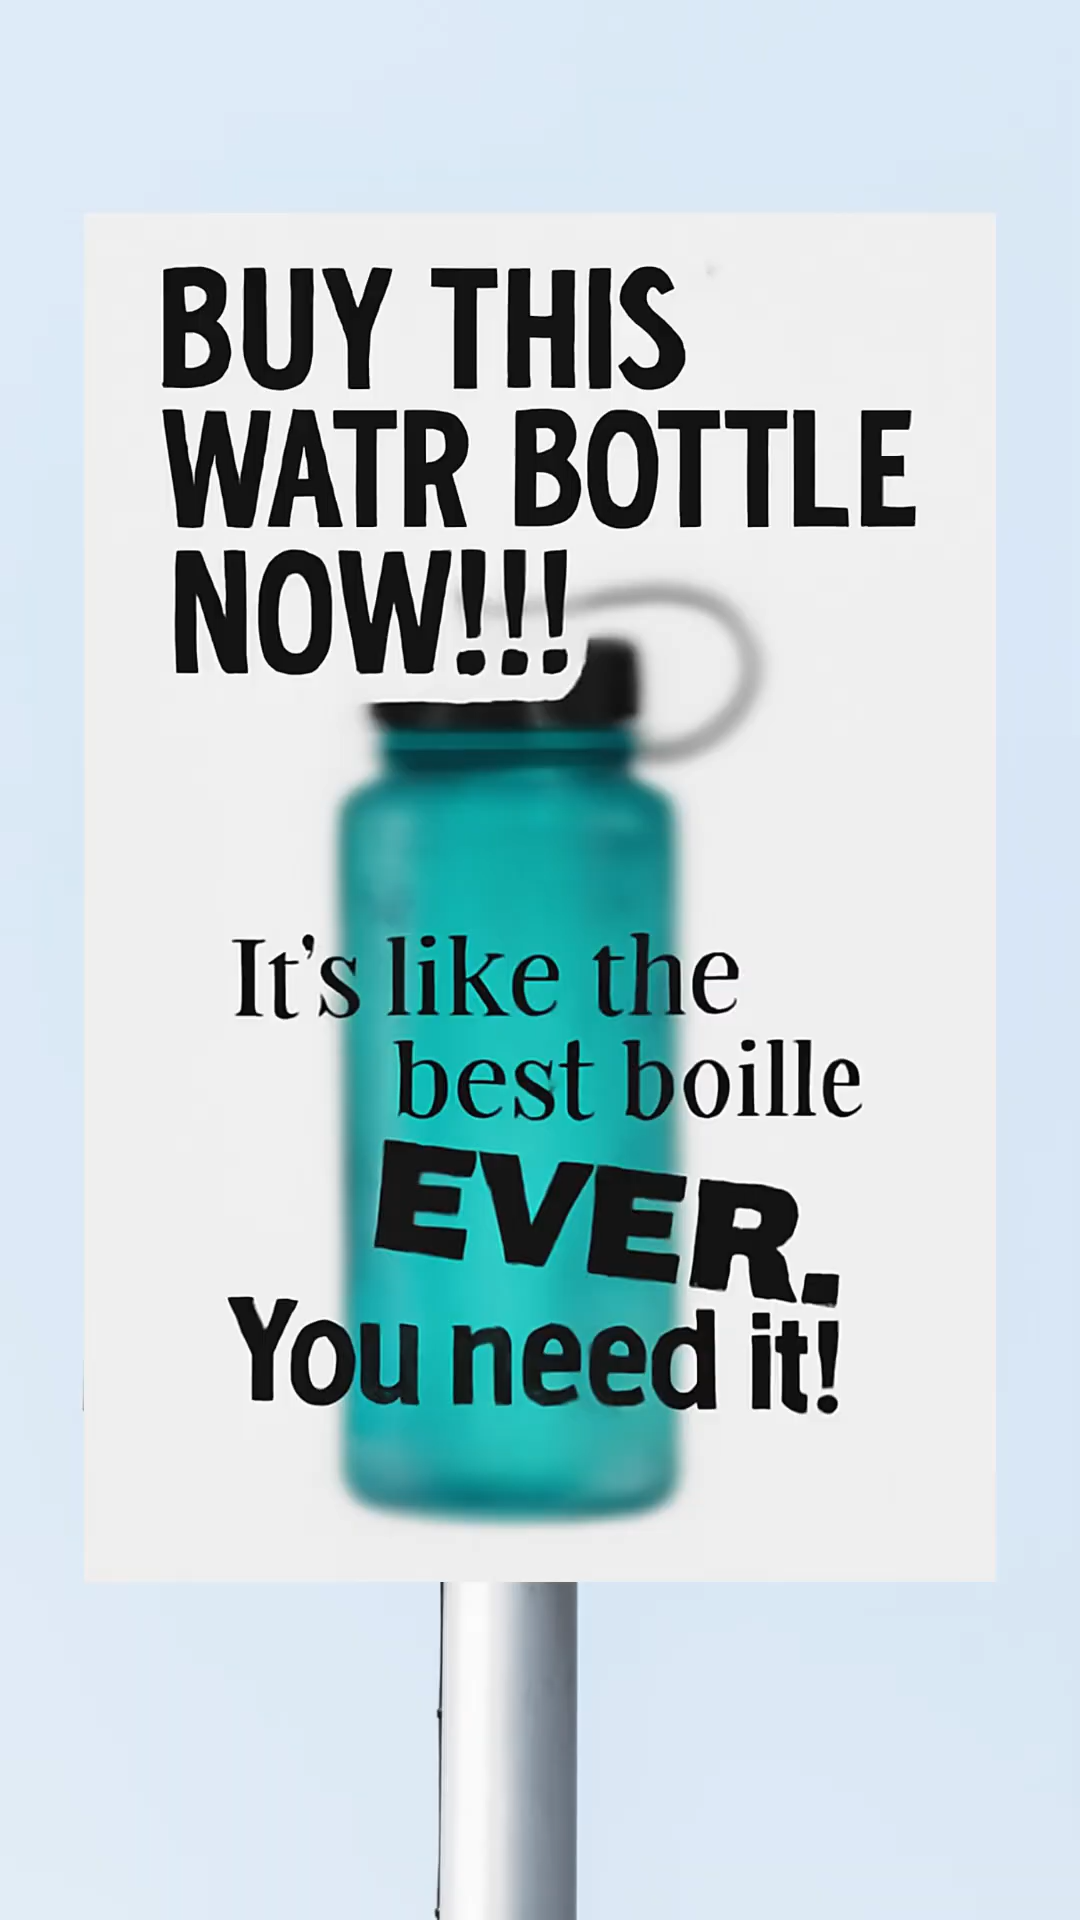 BUY THIS
WATR BOTTLE
NOW!!!
It's like the
best boille
EVER.
You need it!